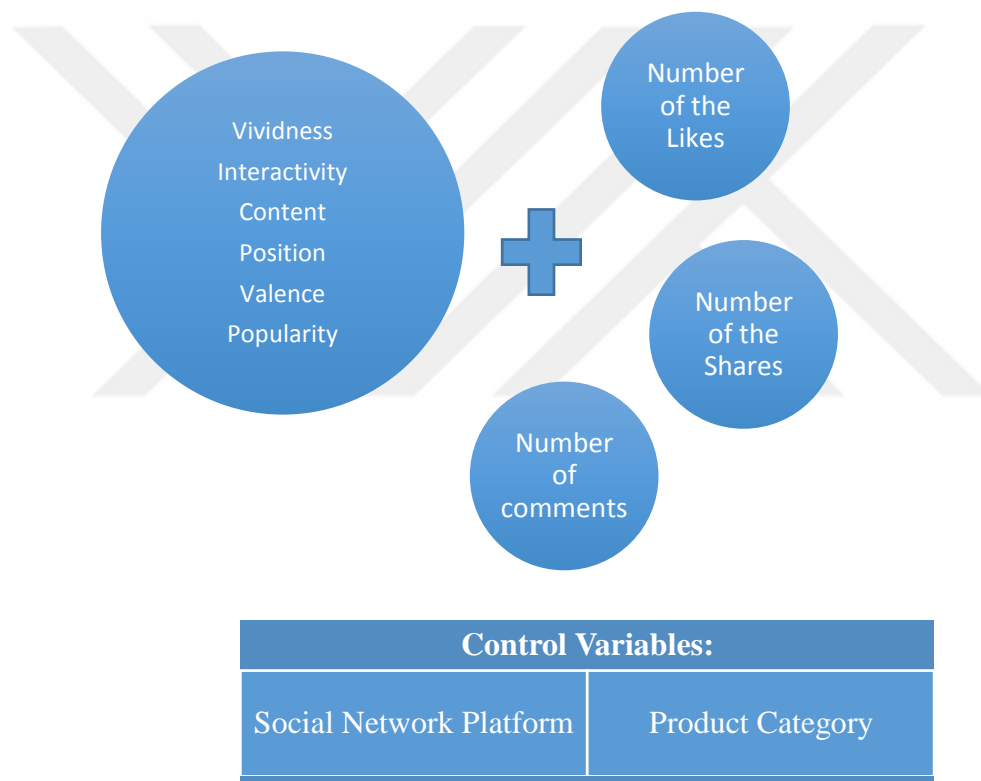 Vividness
Interactivity
Content
Position
Valence
Popularity
Number
of the
Likes
Number
of the
Shares
Number
of
comments
Control Variables:
Social Network Platform
Product Category